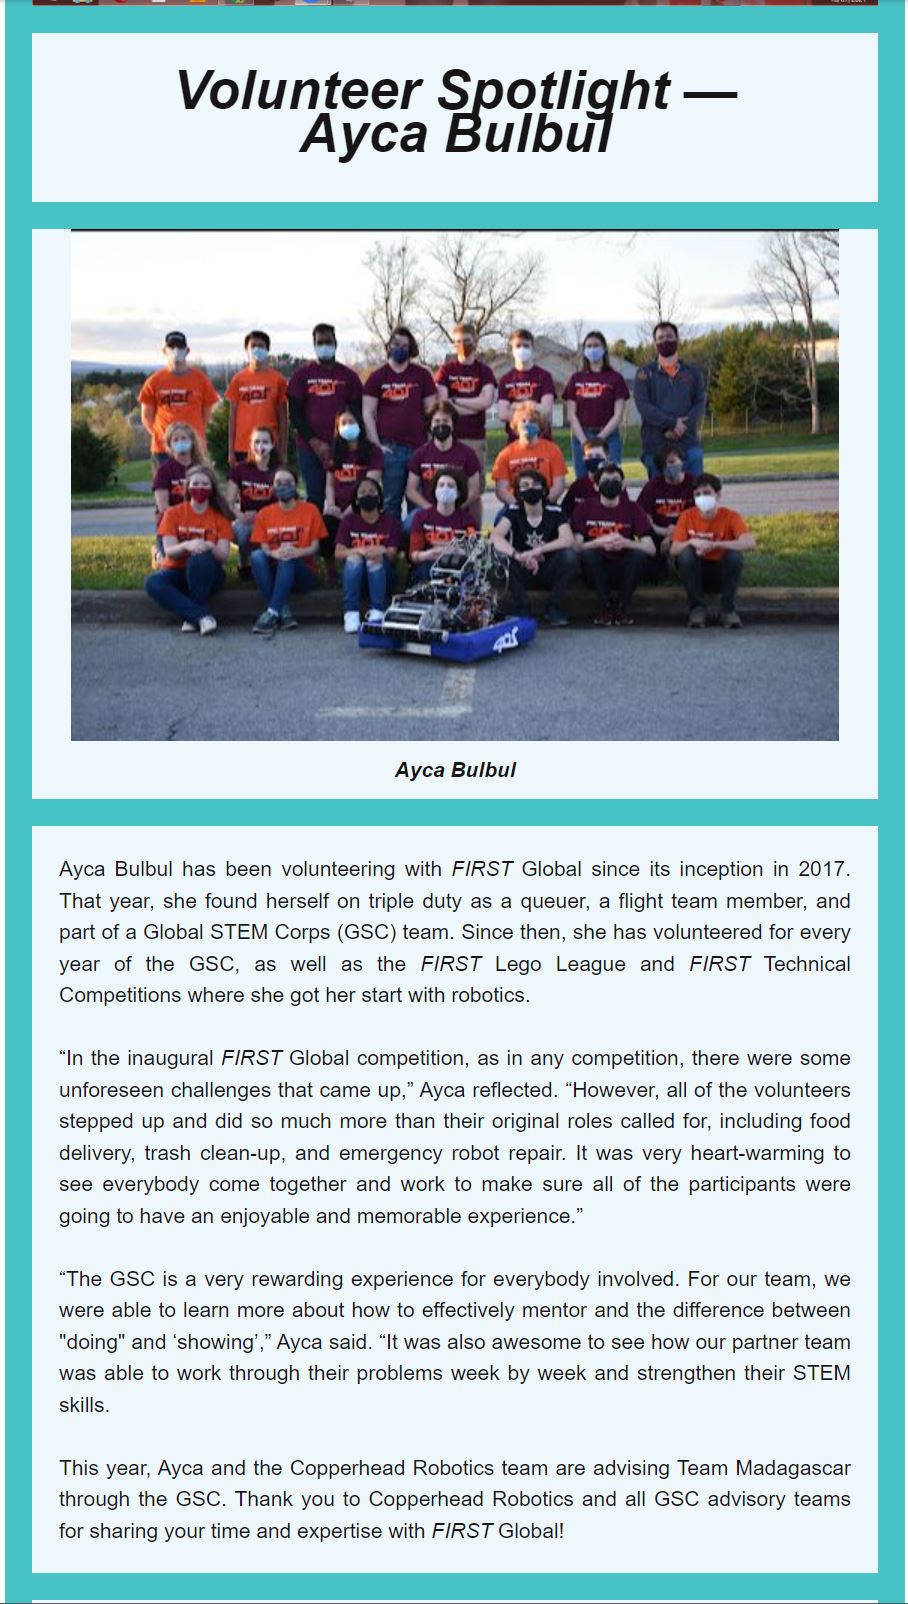 Volunteer Spotlight —
Ayca Bulbul
401
Ayca Bulbul
Ayca Bulbul has been volunteering with FIRST Global since its inception in 2017.
That year, she found herself on triple duty as a queuer, a flight team member, and
part of a Global STEM Corps (GSC) team. Since then, she has volunteered for every
year of the GSC, as well as the FIRST Lego League and FIRST Technical
Competitions where she got her start with robotics.
“In the inaugural FIRST Global competition, as in any competition, there were some
unforeseen challenges that came up,” Ayca reflected. “However, all of the volunteers
stepped up and did so much more than their original roles called for, including food
delivery, trash clean-up, and emergency robot repair. It was very heart-warming to
see everybody come together and work to make sure all of the participants were
going to have an enjoyable and memorable experience.”
“The GSC is a very rewarding experience for everybody involved. For our team, we
were able to learn more about how to effectively mentor and the difference between
"doing" and ‘showing’,” Ayca said. “It was also awesome to see how our partner team
was able to work through their problems week by week and strengthen their STEM
skills.
This year, Ayca and the Copperhead Robotics team are advising Team Madagascar
through the GSC. Thank you to Copperhead Robotics and all GSC advisory teams
for sharing your time and expertise with FIRST Global!